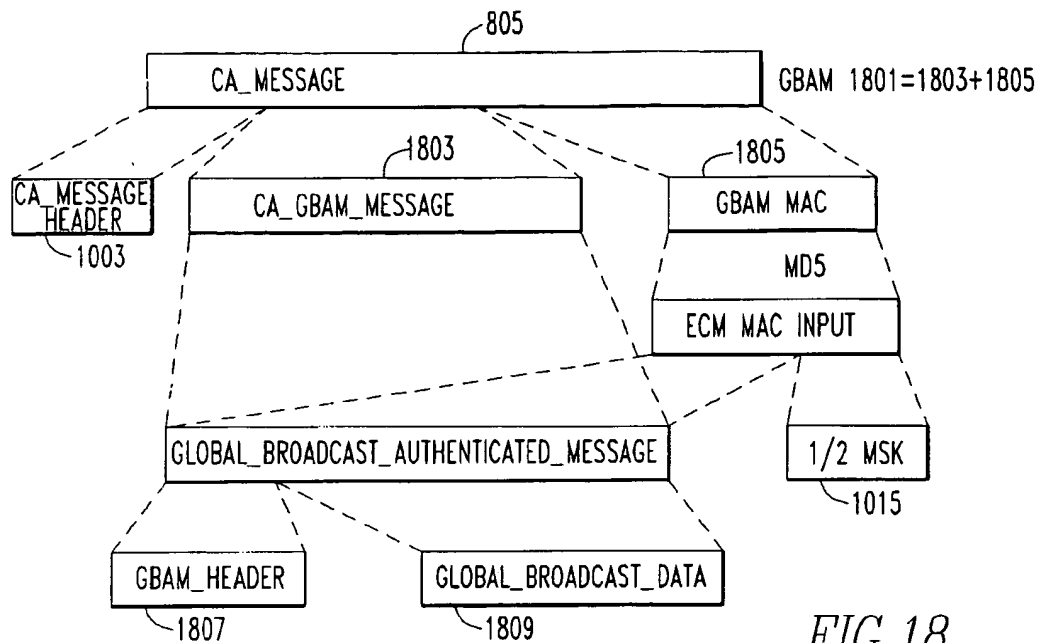 805
CA_MESSAGE
GBAM 1801=1803+1805
1803
1805
CA_MESSAGE
HEADER
CA_GBAM_MESSAGE
GBAM MAC
1003
MD5
ECM MAC INPUT
GLOBAL_BROADCAST_AUTHENTICATED_MESSAGE
1/2 MSK
1015
GBAM_HEADER
GLOBAL_BROADCAST_DATA
1807
1809
FIG. 18